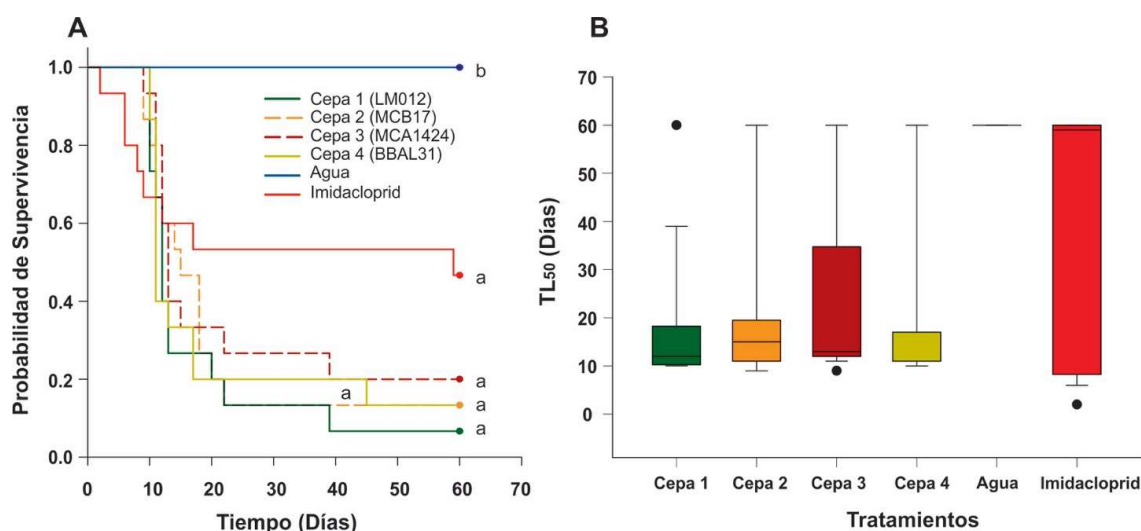 A
Probabilidad de Supervivencia
1.0
0.8
0.6
0.4
0.2
0.0
Cepa 1 (LM012)
Cepa 2 (MCB17)
Cepa 3 (MCA1424)
Cepa 4 (BBAL31)
Agua
Imidacloprid
b
a
a
a
a
a
0 10 20 30 40 50 60 70
Tiempo (Días)
B
TL50 (Días)
70
60
50
40
30
20
10
0
Cepa 1 Cepa 2 Cepa 3 Cepa 4 Agua Imidacloprid
Tratamientos